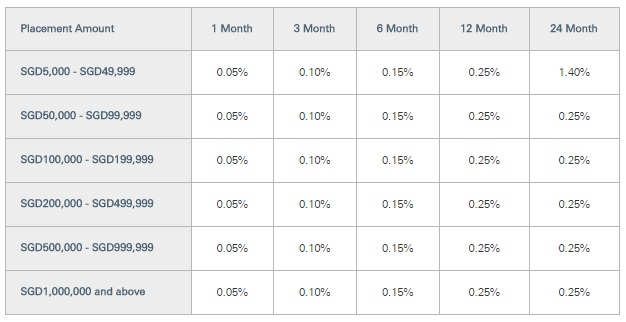 Placement Amount 1 Month 3 Month 6 Month 12 Month 24 Month
SGD5,000 - SGD49,999 0.05% 0.10% 0.15% 0.25% 1.40%
SGD50,000 - SGD99,999 0.05% 0.10% 0.15% 0.25% 0.25%
SGD100,000 - SGD199,999 0.05% 0.10% 0.15% 0.25% 0.25%
SGD200,000 - SGD499,999 0.05% 0.10% 0.15% 0.25% 0.25%
SGD500,000 - SGD999,999 0.05% 0.10% 0.15% 0.25% 0.25%
SGD1,000,000 and above 0.05% 0.10% 0.15% 0.25% 0.25%